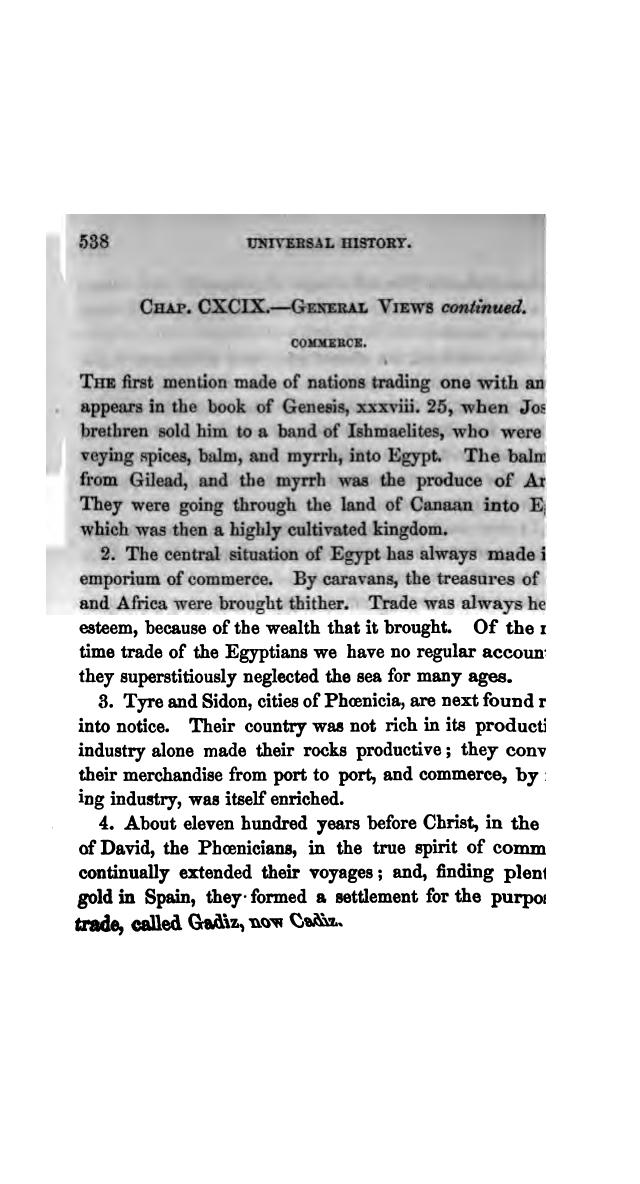 538 UNIVERSAL HISTORY.
CHAP. CXCIX.—GENERAL VIEWS continued.
COMMERCE.
THE first mention made of nations trading one with an
appears in the book of Genesis, xxxviii. 25, when Jos
brethren sold him to a band of Ishmaelites, who were
veying spices, balm, and myrrh, into Egypt. The balm
from Gilead, and the myrrh was the produce of Ar
They were going through the land of Canaan into E
which was then a highly cultivated kingdom.
2. The central situation of Egypt has always made i
emporium of commerce. By caravans, the treasures of
and Africa were brought thither. Trade was always he
esteem, because of the wealth that it brought. Of the
time trade of the Egyptians we have no regular accoun
they superstitiously neglected the sea for many ages.
3. Tyre and Sidon, cities of Phœnicia, are next found r
into notice. Their country was not rich in its producti
industry alone made their rocks productive; they conv
their merchandise from port to port, and commerce, by
ing industry, was itself enriched.
4. About eleven hundred years before Christ, in the
of David, the Phœnicians, in the true spirit of comm
continually extended their voyages; and, finding plent
gold in Spain, they formed a settlement for the purpo
trade, called Gadiz, now Cadiz.